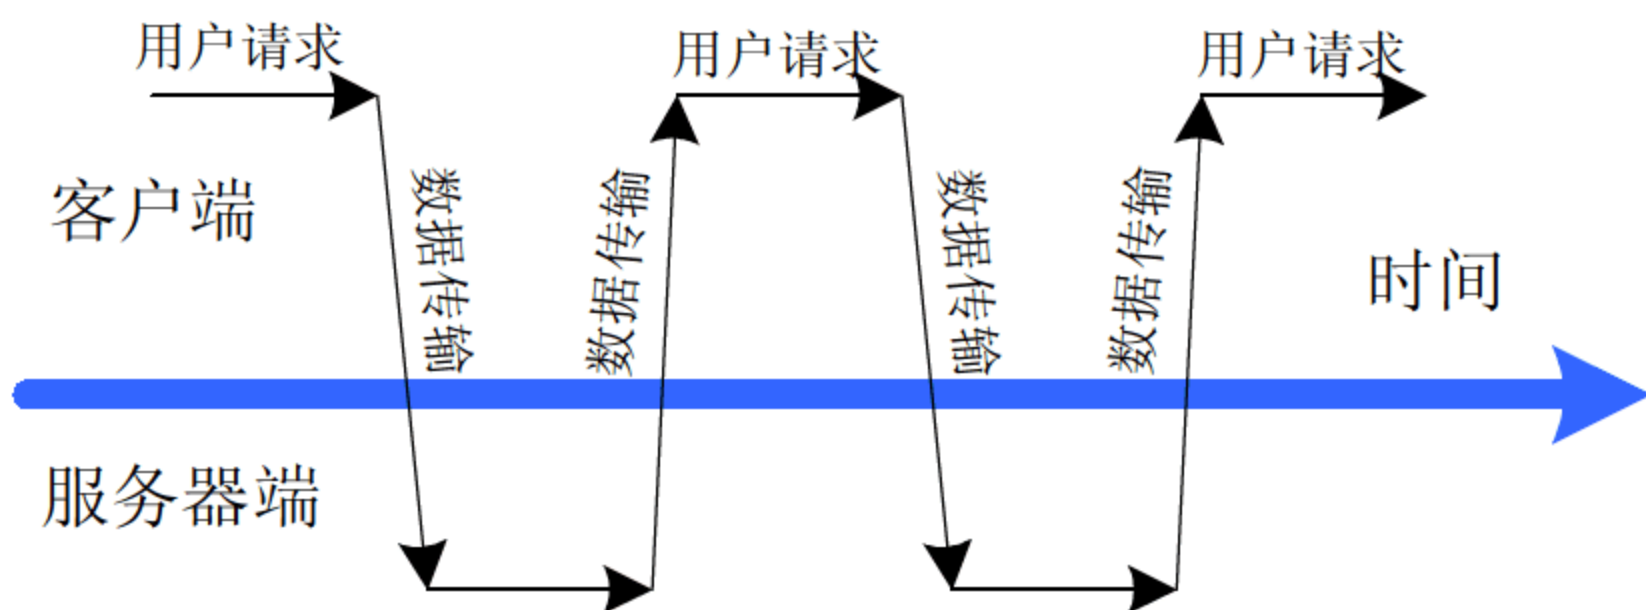 用户请求
用户请求
用户请求
客户端
数据传输
数据传输
数据传输
数据传输
时间
服务器端